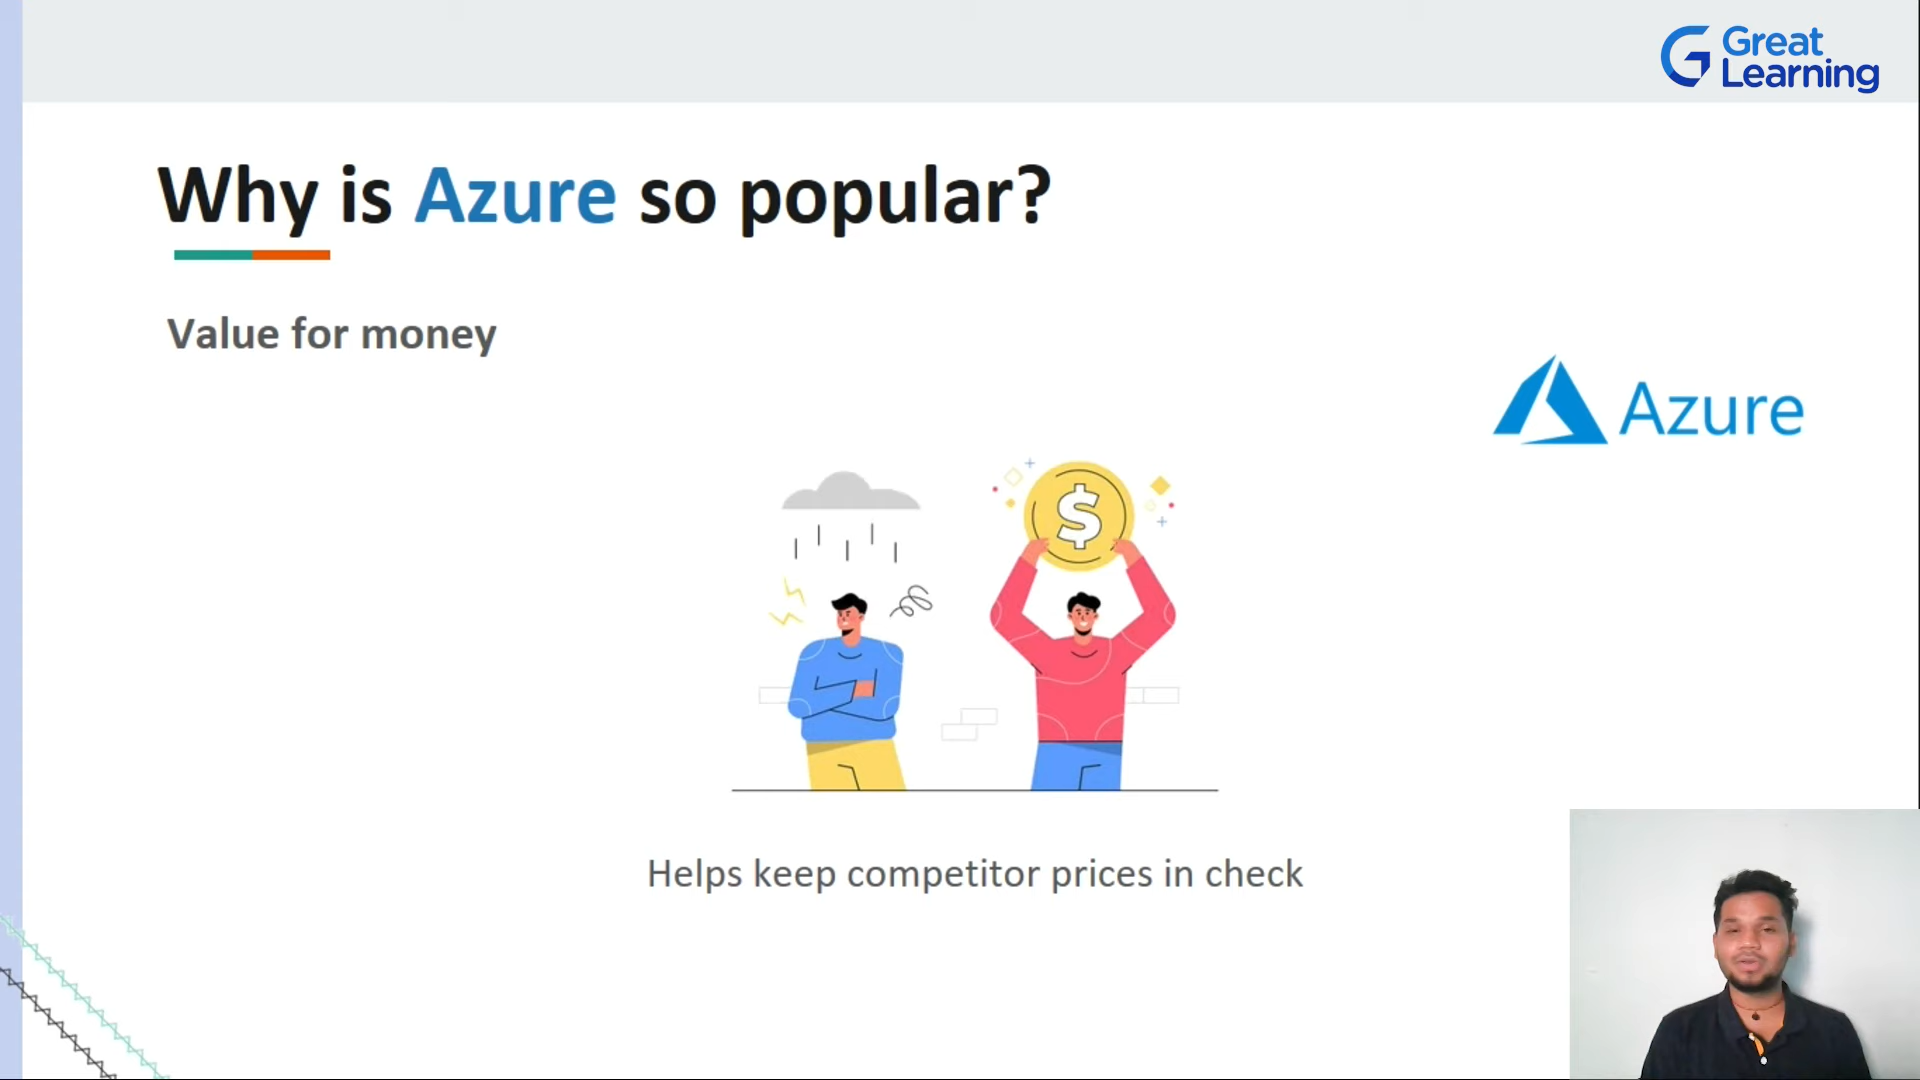 Great
Learning
Why is Azure so popular?
Value for money
Azure
$
Helps keep competitor prices in check